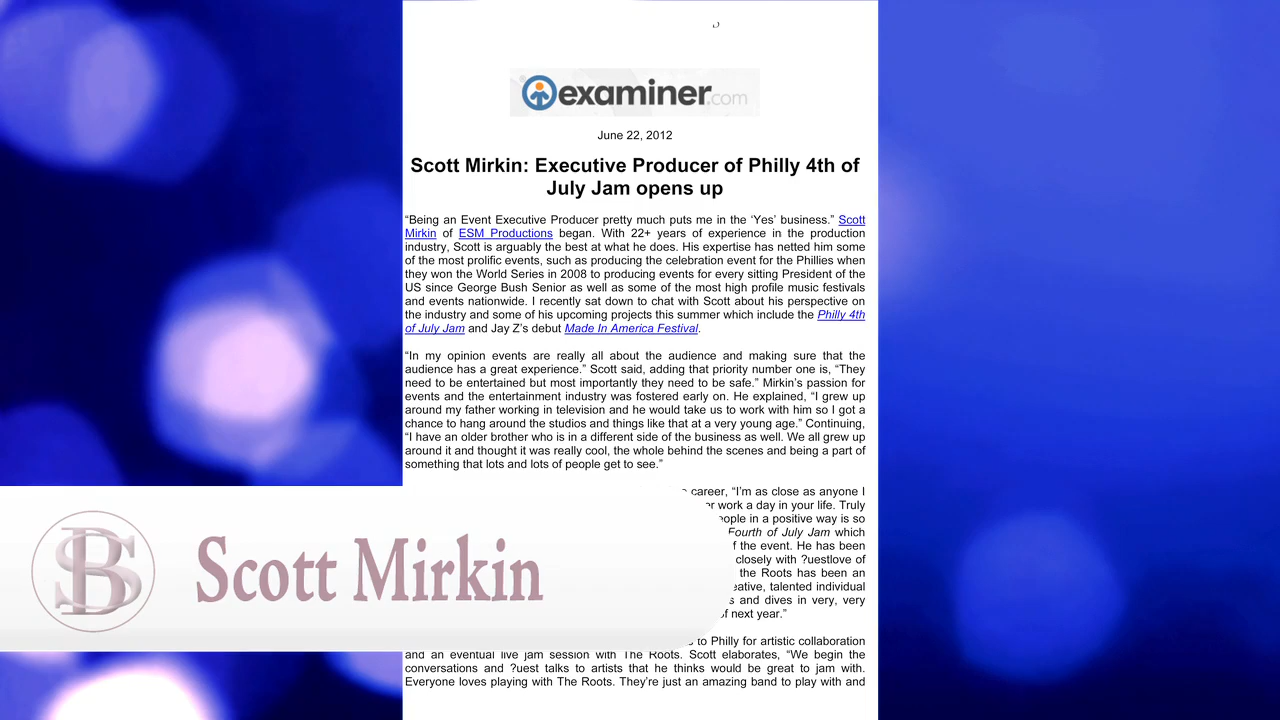 examiner.com
June 22, 2012
Scott Mirkin: Executive Producer of Philly 4th of
July Jam opens up
“Being an Event Executive Producer pretty much puts me in the ‘Yes’ business.” Scott
Mirkin of ESM Productions began. With 22+ years of experience in the production
industry, Scott is arguably the best at what he does. His expertise has netted him some
of the most prolific events, such as producing the celebration event for the Phillies when
they won the World Series in 2008 to producing events for every sitting President of the
US since George Bush Senior as well as some of the most high profile music festivals
and events nationwide. I recently sat down to chat with Scott about his perspective on
the industry and some of his upcoming projects this summer which include the Philly 4th
of July Jam and Jay Z’s debut Made In America Festival.
“In my opinion events are really all about the audience and making sure that the
audience has a great experience.” Scott said, adding that priority number one is, “They
need to be entertained but most importantly they need to be safe.” Mirkin’s passion for
events and the entertainment industry was fostered early on. He explained, “I grew up
around my father working in television and he would take us to work with him so I got a
chance to hang around the studios and things like that at a very young age.” Continuing,
“I have an older brother who is in a different side of the business as well. We all grew up
around it and thought it was really cool, the whole behind the scenes and being a part of
something that lots and lots of people get to see.”
career, “I’m as close as anyone I
work a day in your life. Truly
in a positive way is so
Fourth of July Jam which
the event. He has been
closely with ?uestlove of
the Roots has been an
talented individual
and dives in very, very
of next year.”
to Philly for artistic collaboration
and an eventual live jam session with The Roots. Scott elaborates, “We begin the
conversations and ?uest talks to artists that he thinks would be great to jam with.
Everyone loves playing with The Roots. They’re just an amazing band to play with and
SB
Scott Mirkin